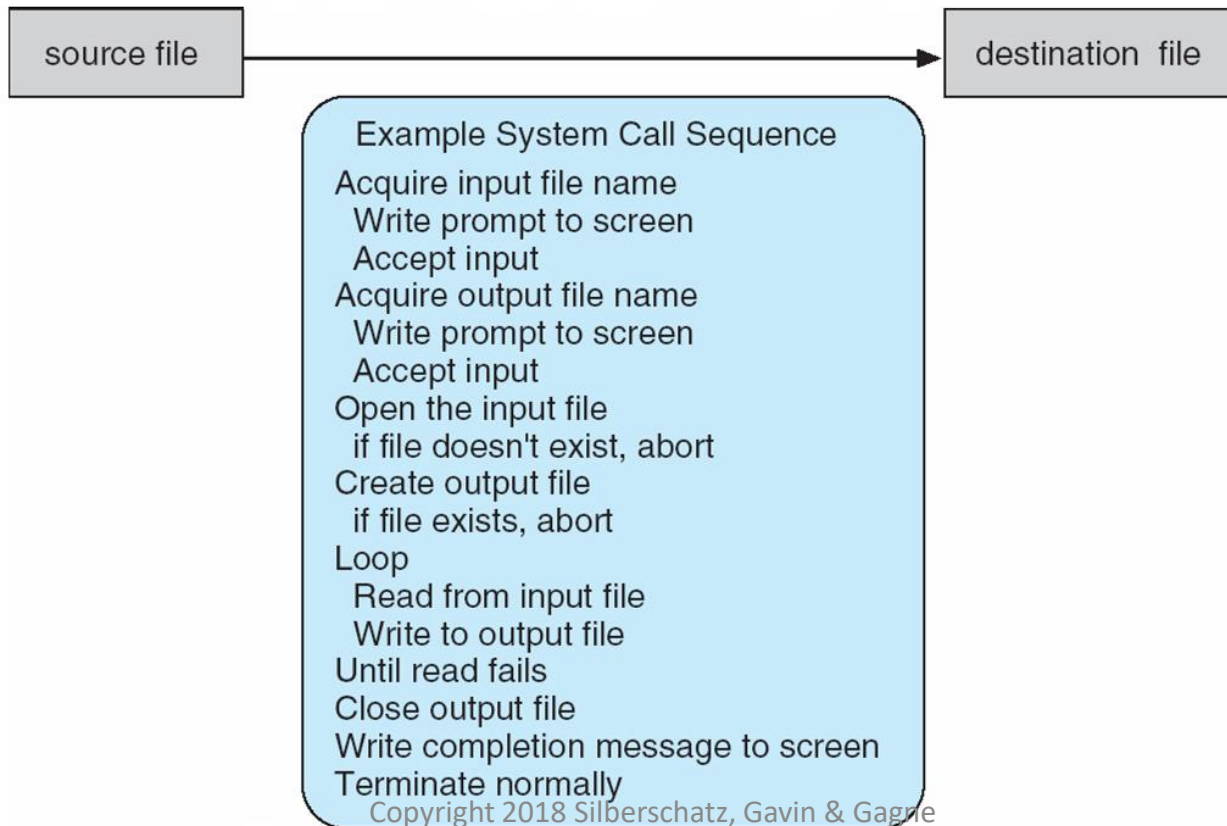 source file
destination file
Example System Call Sequence
Acquire input file name
Write prompt to screen
Accept input
Acquire output file name
Write prompt to screen
Accept input
Open the input file
if file doesn't exist, abort
Create output file
if file exists, abort
Loop
Read from input file
Write to output file
Until read fails
Close output file
Write completion message to screen
Terminate normally
Copyright 2018 Silberschatz, Gavin & Gagne